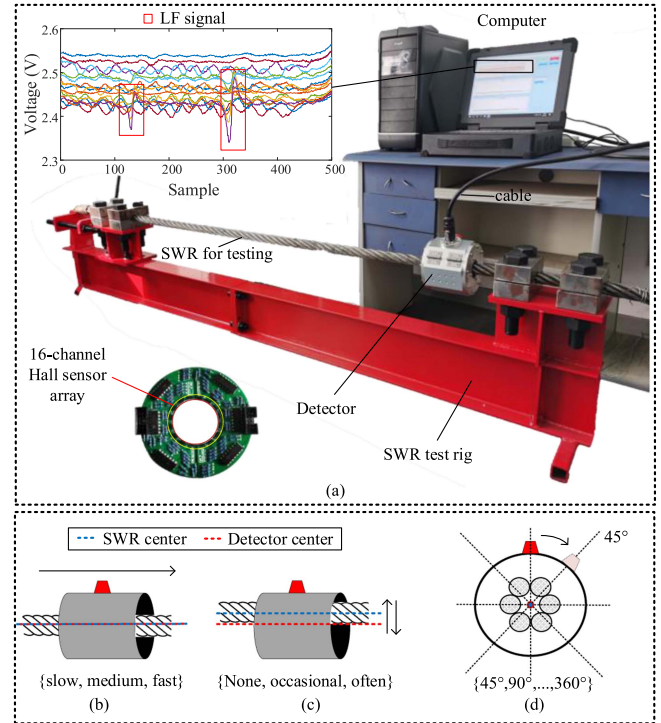 LF signal
Computer
2.6
2.5
2.4
2.3
Voltage (V)
0
100
200
300
400
500
Sample
cable
SWR for testing
16-channel
Hall sensor
array
Detector
SWR test rig
(a)
SWR center
Detector center
45°
{slow, medium, fast}
{None, occasional, often}
{45°,90°,...,360°}
(b)
(c)
(d)